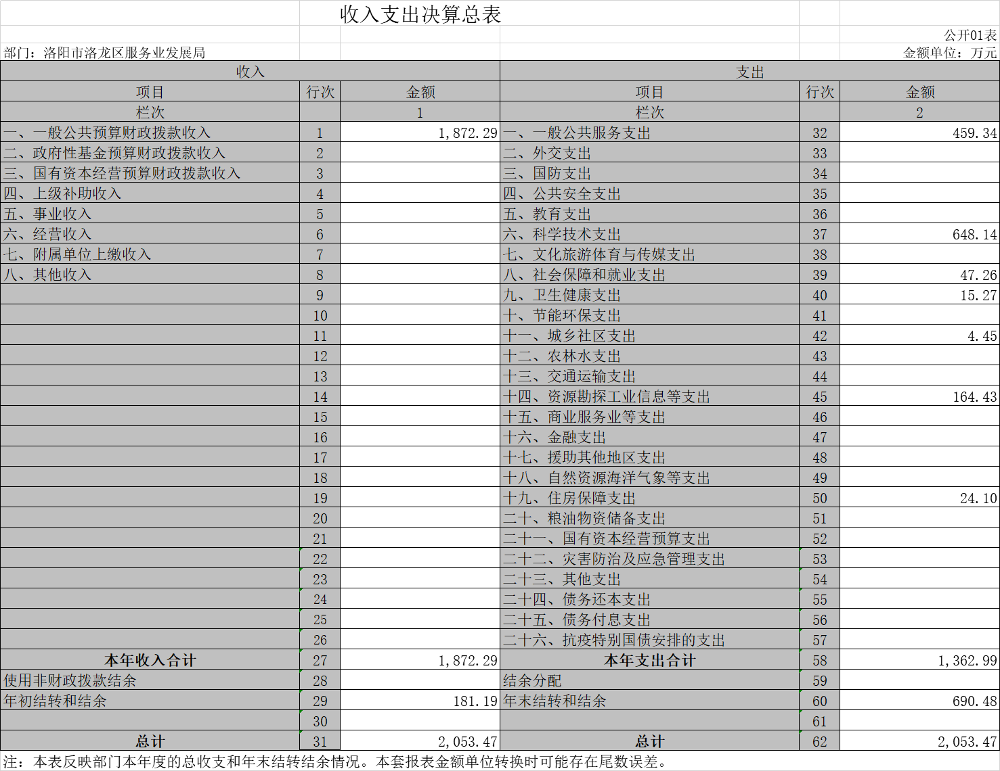 收入支出决算总表
公开01表
部门：洛阳市洛龙区服务业发展局 金额单位：万元
收入 支出
项目 行次 金额 项目 行次 金额
栏次 1 栏次 2
一、一般公共预算财政拨款收入 1 1,872.29 一、一般公共服务支出 32 459.34
二、政府性基金预算财政拨款收入 2 二、外交支出 33
三、国有资本经营预算财政拨款收入 3 三、国防支出 34
四、上级补助收入 4 四、公共安全支出 35
五、事业收入 5 五、教育支出 36
六、经营收入 6 六、科学技术支出 37 648.14
七、附属单位上缴收入 7 七、文化旅游体育与传媒支出 38
八、其他收入 8 八、社会保障和就业支出 39 47.26
9 九、卫生健康支出 40 15.27
10 十、节能环保支出 41
11 十一、城乡社区支出 42 4.45
12 十二、农林水支出 43
13 十三、交通运输支出 44
14 十四、资源勘探工业信息等支出 45 164.43
15 十五、商业服务业等支出 46
16 十六、金融支出 47
17 十七、援助其他地区支出 48
18 十八、自然资源海洋气象等支出 49
19 十九、住房保障支出 50 24.10
20 二十、粮油物资储备支出 51
21 二十一、国有资本经营预算支出 52
22 二十二、灾害防治及应急管理支出 53
23 二十三、其他支出 54
24 二十四、债务还本支出 55
25 二十五、债务付息支出 56
26 二十六、抗疫特别国债安排的支出 57
本年收入合计 27 1,872.29 本年支出合计 58 1,362.99
使用非财政拨款结余 28 结余分配 59
年初结转和结余 29 181.19 年末结转和结余 60 690.48
30 61
总计 31 2,053.47 总计 62 2,053.47
注：本表反映部门本年度的总收支和年末结转结余情况。本套报表金额单位转换时可能存在尾数误差。